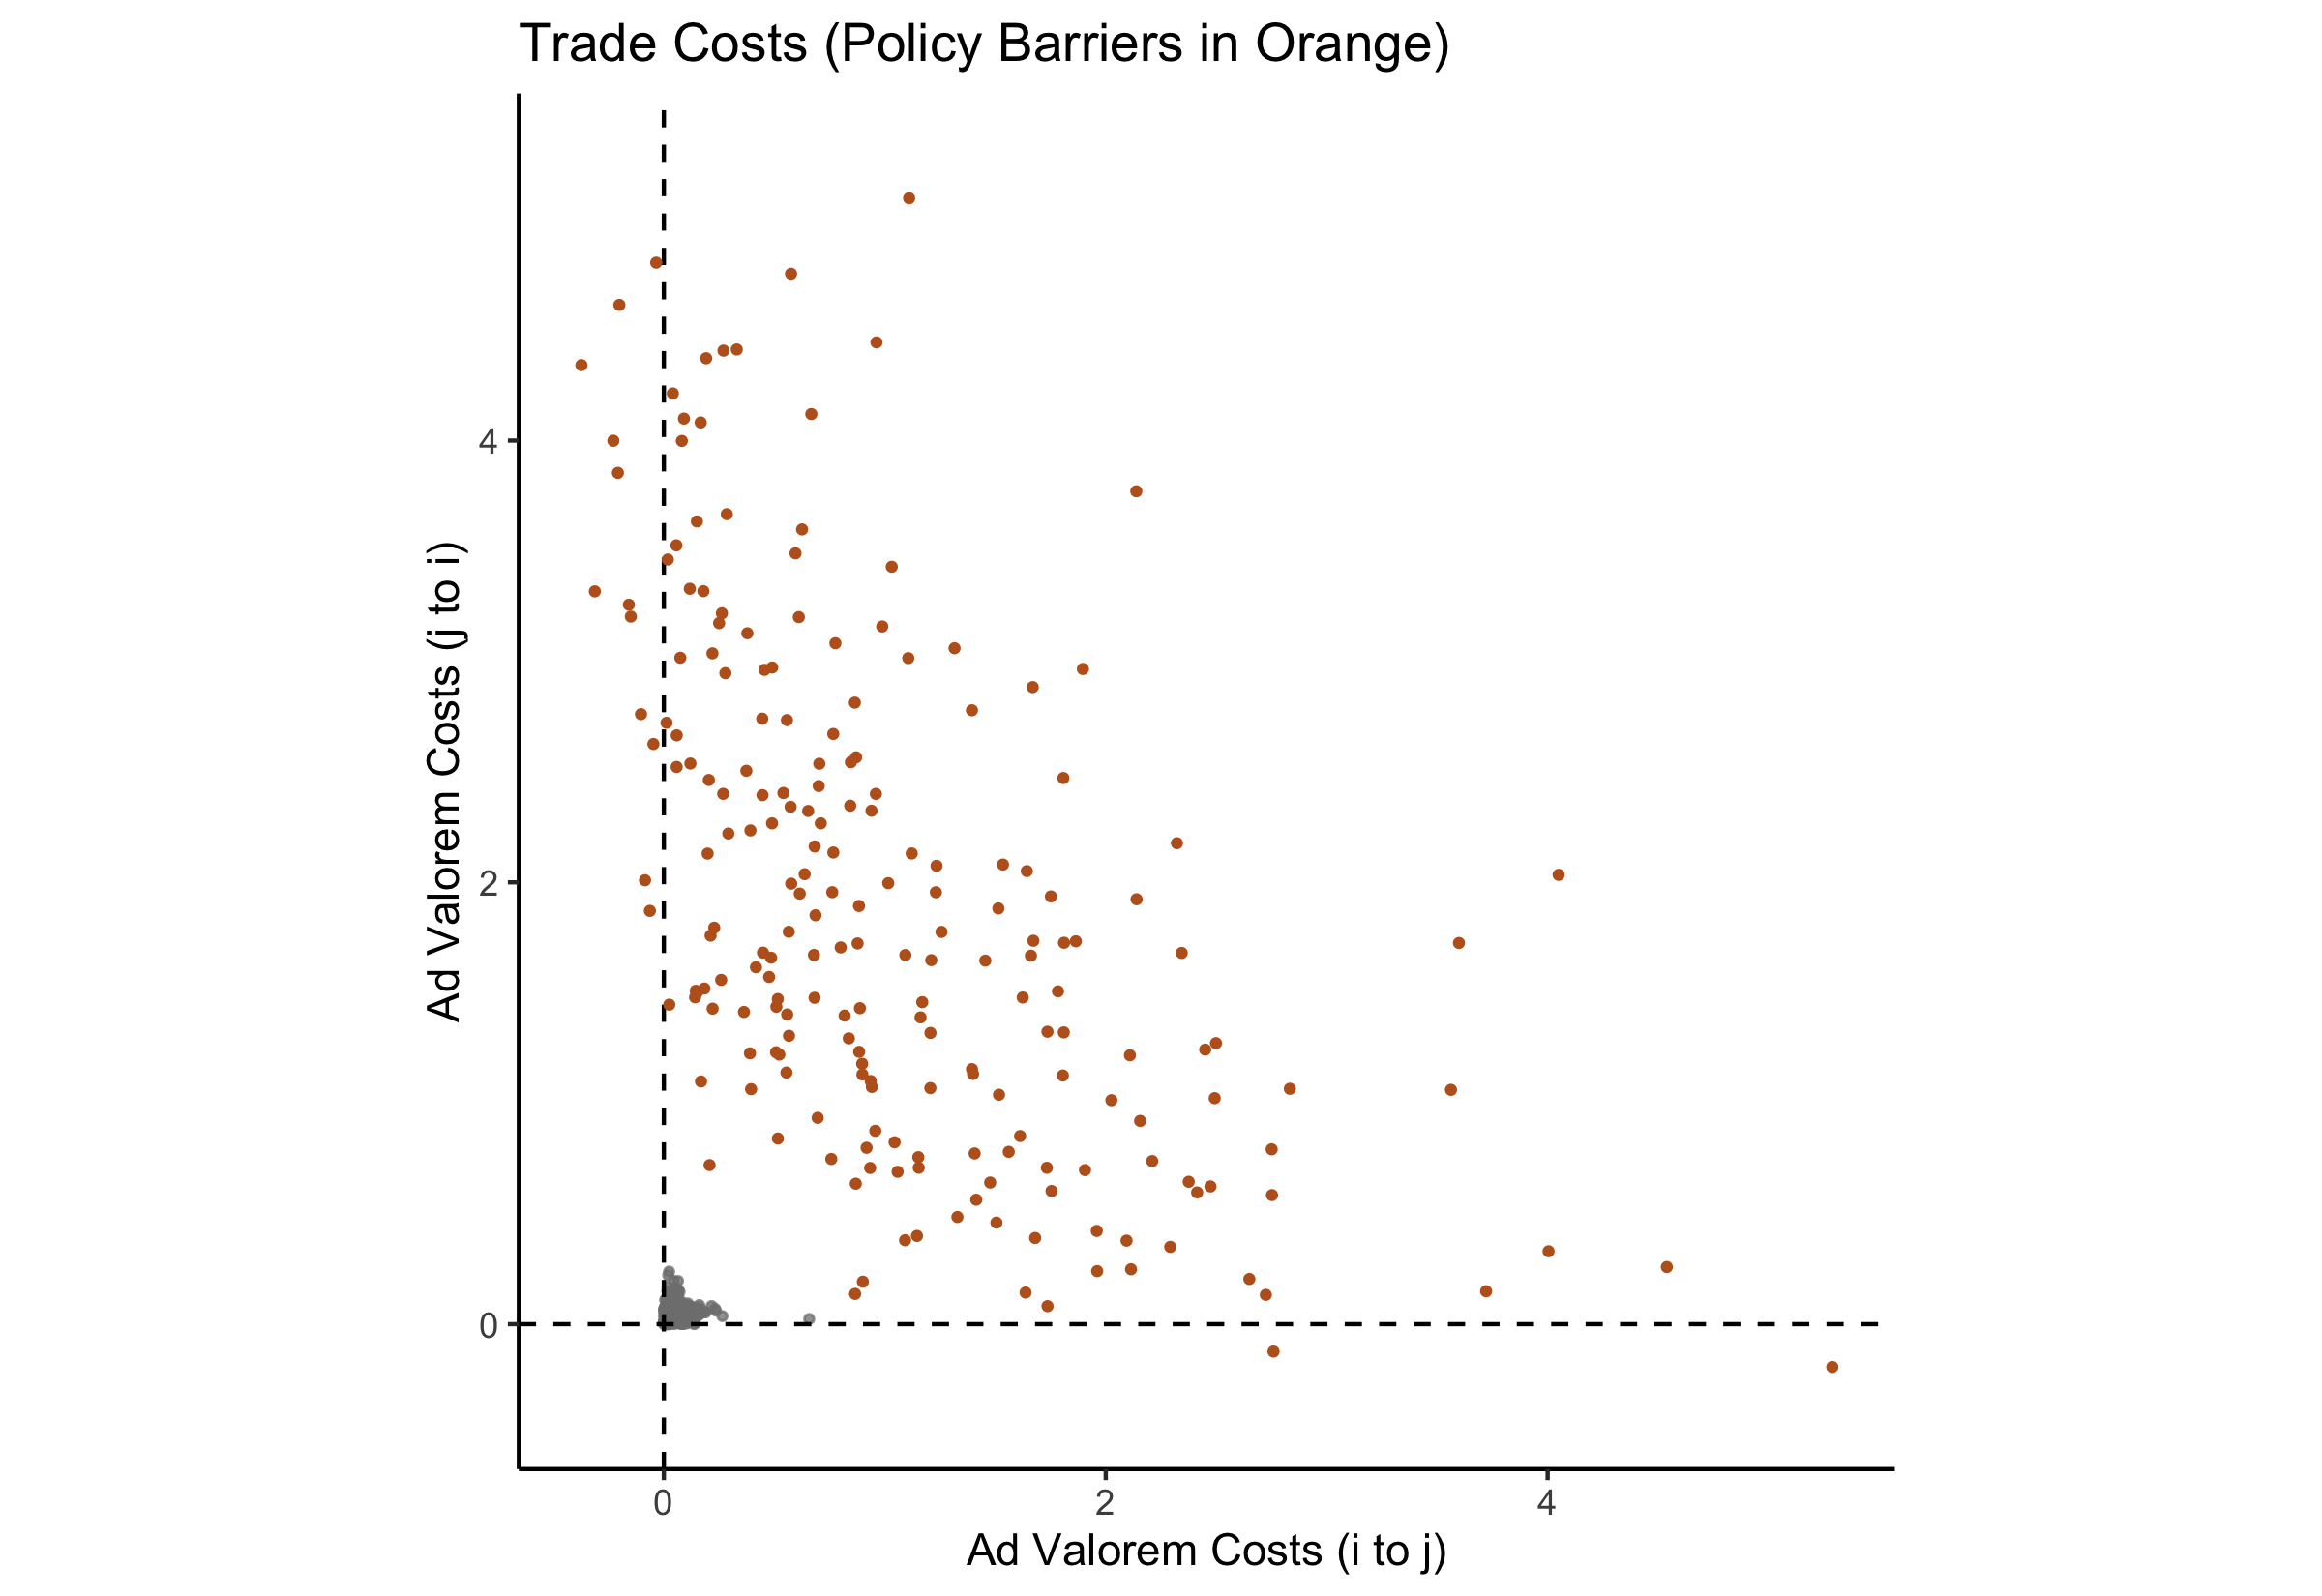 Trade Costs (Policy Barriers in Orange)
Ad Valorem Costs (j to i)
4
2
0
0
2
4
Ad Valorem Costs (i to j)